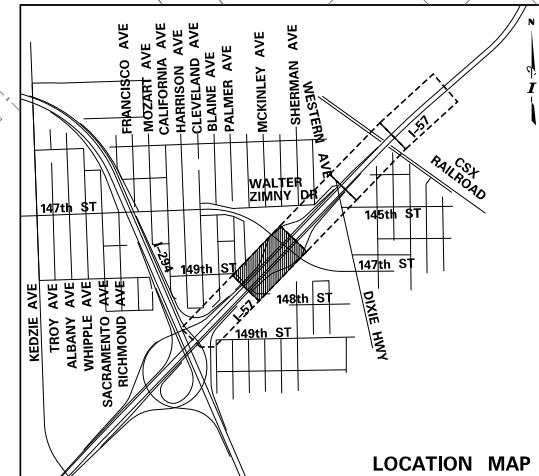 FRANCISCO AVE
MOZART AVE
CALIFORNIA AVE
HARRISON AVE
CLEVELAND AVE
BLAINE AVE
PALMER AVE
MCKINLEY AVE
SHERMAN AVE
WESTERN AVE
N
I-57
CSX
RAILROAD
WALTER
ZIMNY DR
147th ST
145th ST
I-294
149th ST
147th ST
148th ST
I-57
149th ST
DIXIE HWY
KEDZIE AVE
TROY AVE
ALBANY AVE
WHIPPLE AVE
SACRAMENTO AVE
RICHMOND AVE
LOCATION MAP